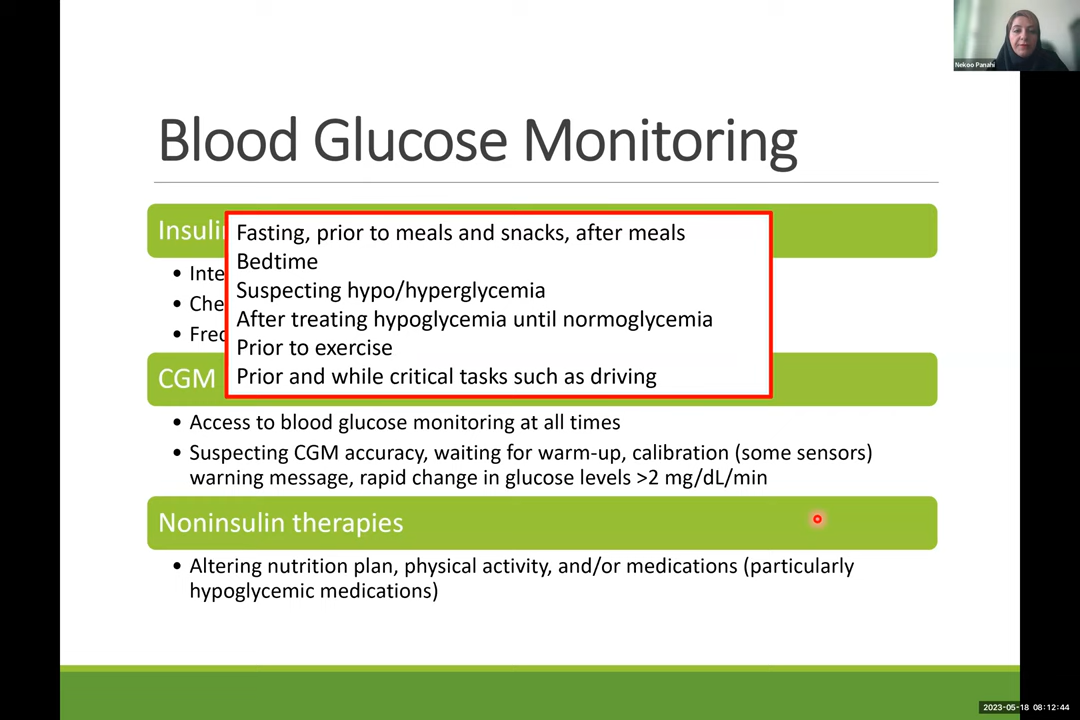 Nekoo Panahi
Blood Glucose Monitoring
Fasting, prior to meals and snacks, after meals
Bedtime
Suspecting hypo/hyperglycemia
After treating hypoglycemia until normoglycemia
Prior to exercise
Prior and while critical tasks such as driving
CGM
• Access to blood glucose monitoring at all times
• Suspecting CGM accuracy, waiting for warm-up, calibration (some sensors)
warning message, rapid change in glucose levels >2 mg/dL/min
Noninsulin therapies
• Altering nutrition plan, physical activity, and/or medications (particularly
hypoglycemic medications)
2023-05-18 08:12:44